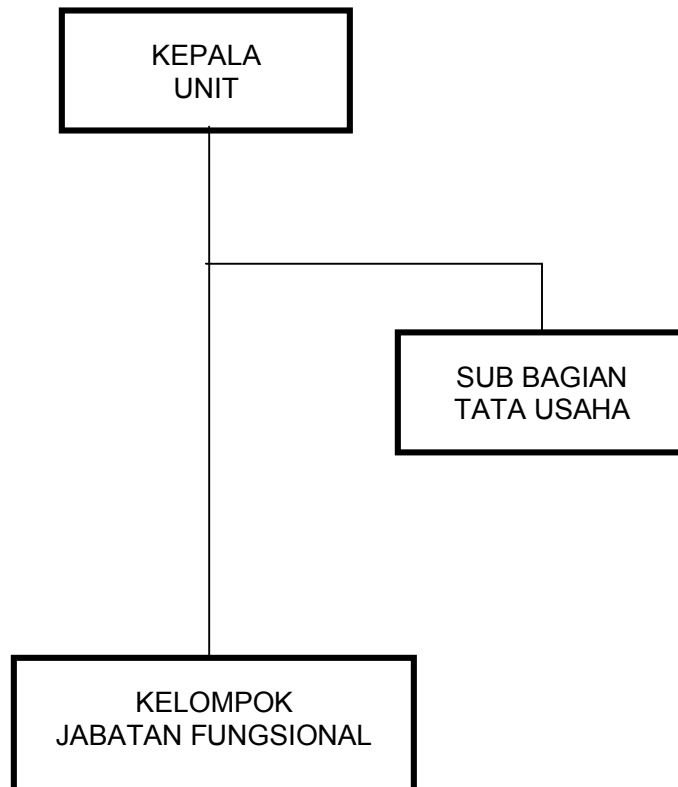 KEPALA
UNIT
SUB BAGIAN
TATA USAHA
KELOMPOK
JABATAN FUNGSIONAL